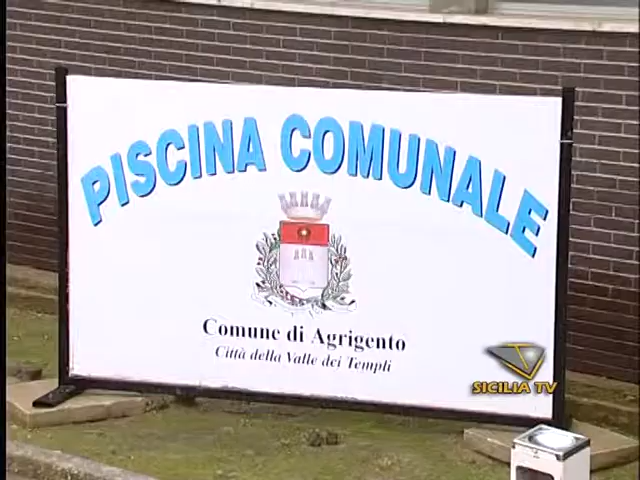 PISCINA COMUNALE
Comune di Agrigento
Città della Valle dei Templi
SICILIA TV